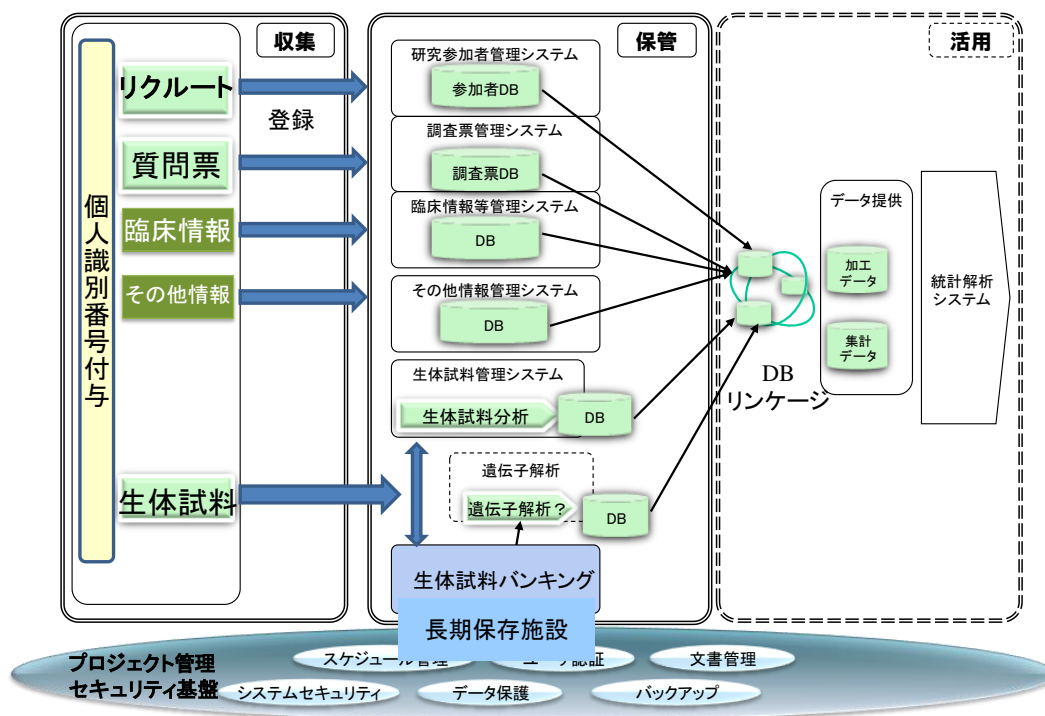 収集
個人識別番号付与
リクルート
登録
質問票
臨床情報
その他情報
生体試料
保管
研究参加者管理システム
参加者DB
調査票管理システム
調査票DB
臨床情報等管理システム
DB
その他情報管理システム
DB
生体試料管理システム
生体試料分析
DB
遺伝子解析
遺伝子解析？
DB
生体試料バンキング
長期保存施設
活用
DB
リンケージ
データ提供
加工
データ
集計
データ
統計解析
システム
プロジェクト管理
セキュリティ基盤
スケジュール管理
文書管理
システムセキュリティ
データ保護
バックアップ